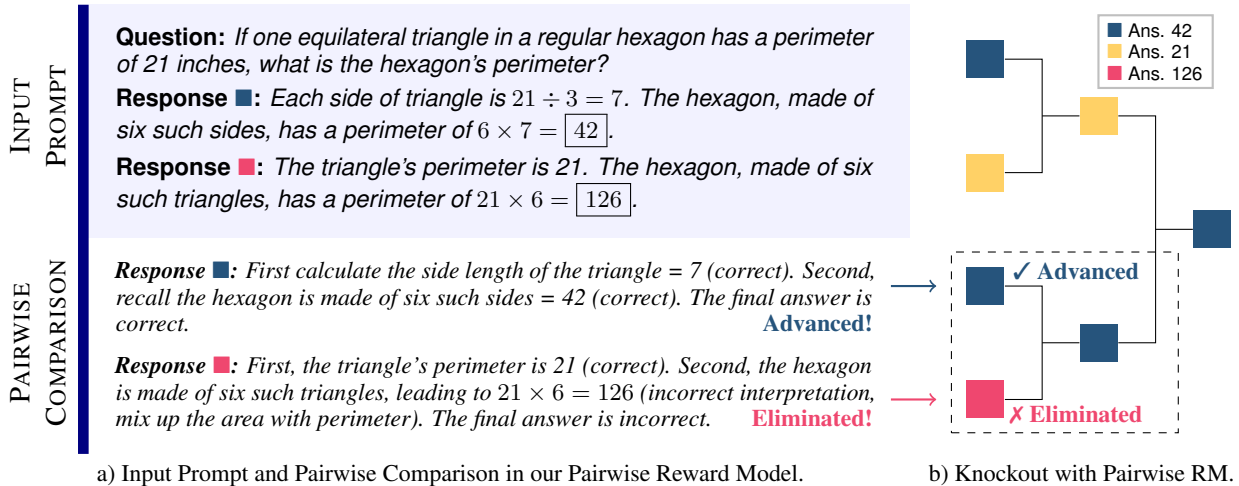 INPUT
PROMPT
Question: If one equilateral triangle in a regular hexagon has a perimeter
of 21 inches, what is the hexagon's perimeter?
Response ■: Each side of triangle is 21 ÷ 3 = 7. The hexagon, made of
six such sides, has a perimeter of 6 × 7 = 42.
Response ■: The triangle's perimeter is 21. The hexagon, made of six
such triangles, has a perimeter of 21 × 6 = 126.
PAIRWISE
COMPARISON
Response ■: First calculate the side length of the triangle = 7 (correct). Second,
recall the hexagon is made of six such sides = 42 (correct). The final answer is
correct. Advanced!
Response ■: First, the triangle's perimeter is 21 (correct). Second, the hexagon
is made of six such triangles, leading to 21 × 6 = 126 (incorrect interpretation,
mix up the area with perimeter). The final answer is incorrect. Eliminated!
a) Input Prompt and Pairwise Comparison in our Pairwise Reward Model.
Ans. 42
Ans. 21
Ans. 126
✓ Advanced
✗ Eliminated
b) Knockout with Pairwise RM.